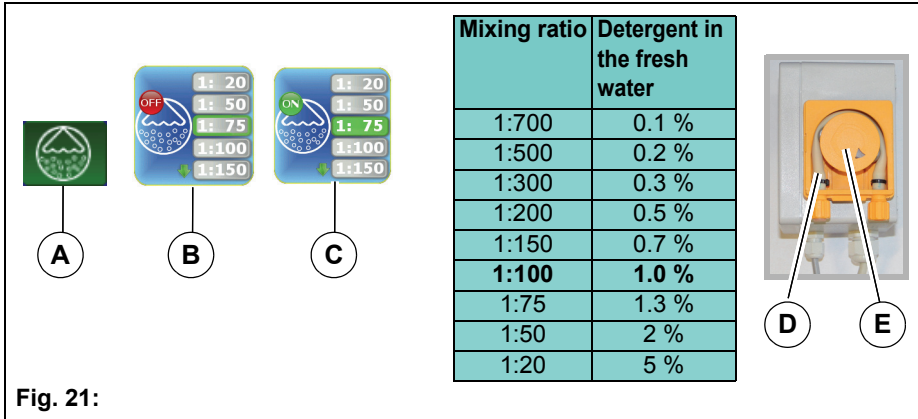 A
OFF
1: 20
1: 50
1: 75
1:100
1:150
B
ON
1: 20
1: 50
1: 75
1:100
1:150
C
Mixing ratio Detergent in
the fresh
water
1:700 0.1 %
1:500 0.2 %
1:300 0.3 %
1:200 0.5 %
1:150 0.7 %
1:100 1.0 %
1:75 1.3 %
1:50 2 %
1:20 5 %
D
E
Fig. 21: